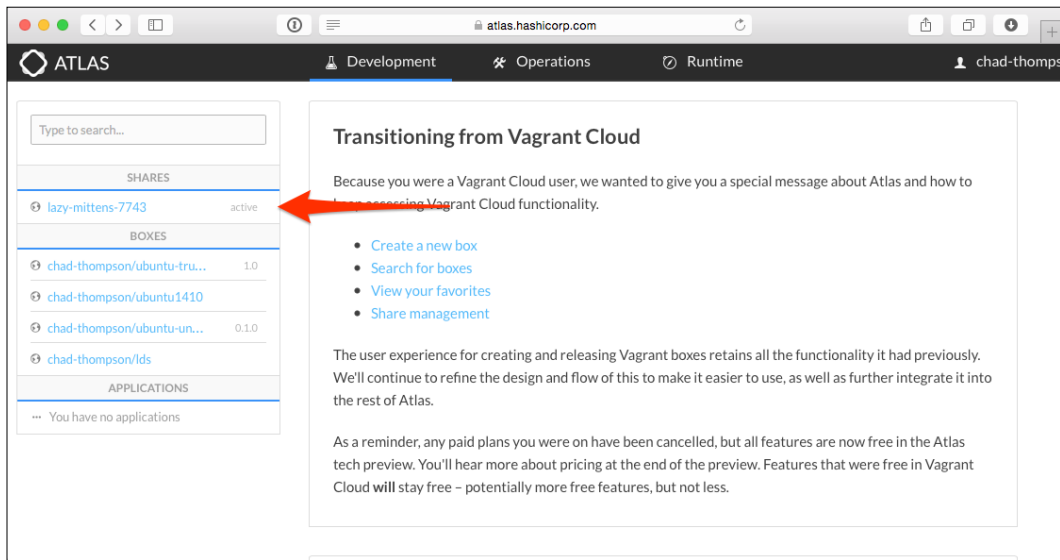 atlas.hashicorp.com
ATLAS
Development
Operations
Runtime
chad-thomps
Type to search...
SHARES
lazy-mittens-7743 active
BOXES
chad-thompson/ubuntu-tru... 1.0
chad-thompson/ubuntu1410
chad-thompson/ubuntu-un... 0.1.0
chad-thompson/lds
APPLICATIONS
You have no applications
Transitioning from Vagrant Cloud
Because you were a Vagrant Cloud user, we wanted to give you a special message about Atlas and how to
keep accessing Vagrant Cloud functionality.
• Create a new box
• Search for boxes
• View your favorites
• Share management
The user experience for creating and releasing Vagrant boxes retains all the functionality it had previously.
We'll continue to refine the design and flow of this to make it easier to use, as well as further integrate it into
the rest of Atlas.
As a reminder, any paid plans you were on have been cancelled, but all features are now free in the Atlas
tech preview. You'll hear more about pricing at the end of the preview. Features that were free in Vagrant
Cloud will stay free – potentially more free features, but not less.